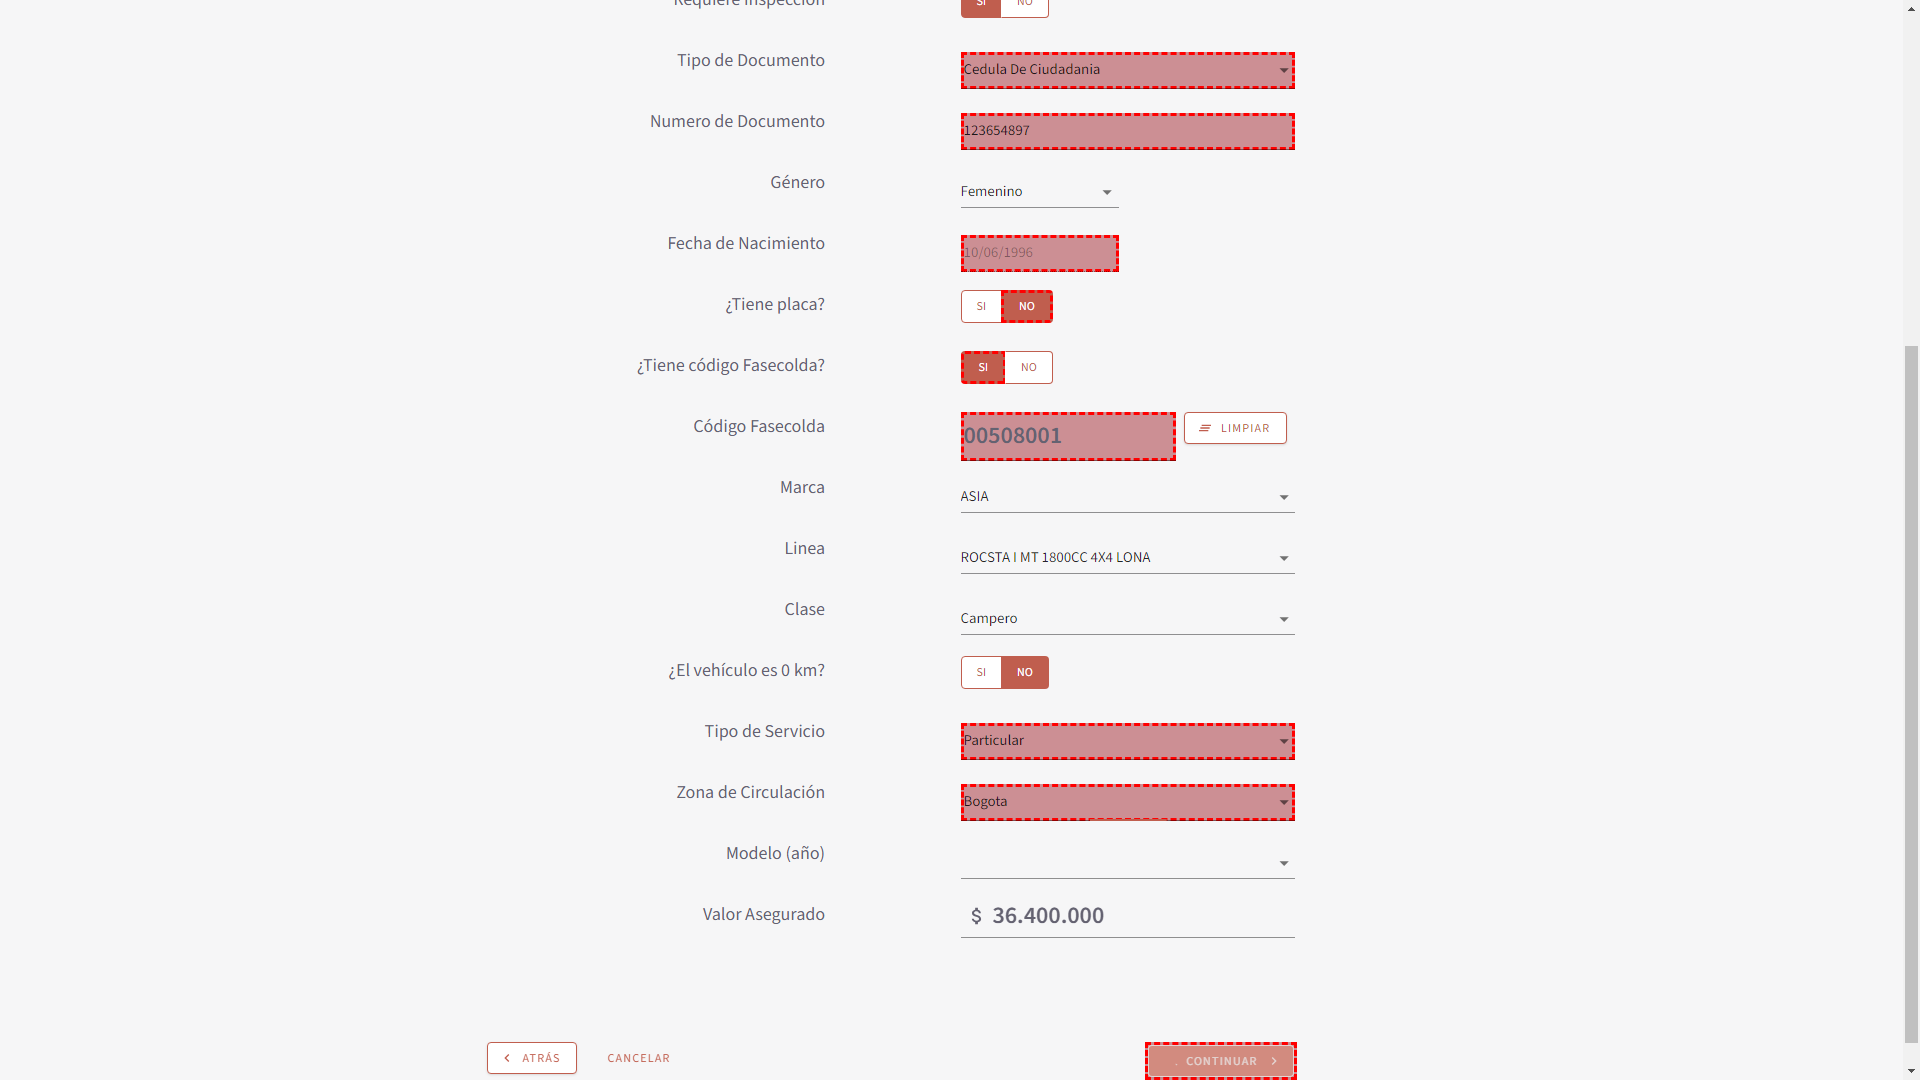 Requiere Inspección SI NO
Tipo de Documento Cedula De Ciudadania
Numero de Documento 123654897
Género Femenino
Fecha de Nacimiento 10/06/1996
¿Tiene placa? SI NO
¿Tiene código Fasecolda? SI NO
Código Fasecolda 00508001 LIMPIAR
Marca ASIA
Linea ROCSTA I MT 1800CC 4X4 LONA
Clase Campero
¿El vehículo es 0 km? SI NO
Tipo de Servicio Particular
Zona de Circulación Bogota
Modelo (año)
Valor Asegurado $ 36.400.000
ATRÁS CANCELAR CONTINUAR